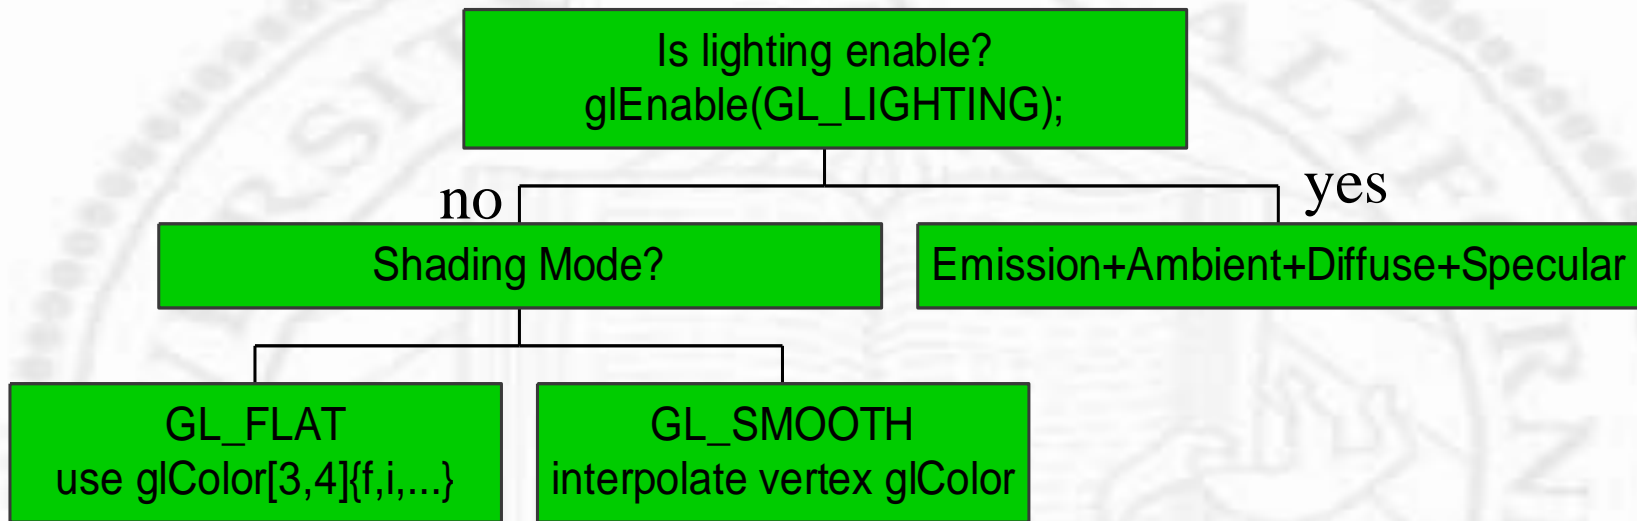 Is lighting enable?
glEnable(GL_LIGHTING);
no
yes
Shading Mode?
Emission+Ambient+Diffuse+Specular
GL_FLAT
use glColor[3,4]{f,i,...}
GL_SMOOTH
interpolate vertex glColor